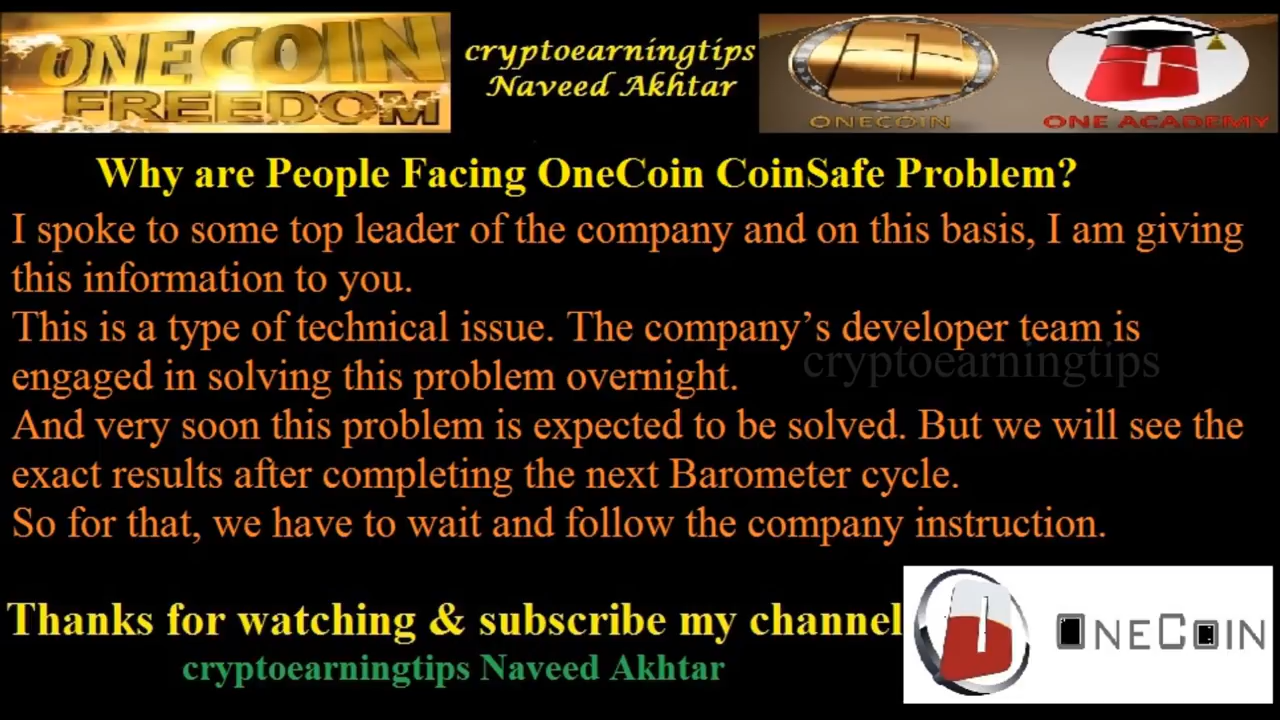 ONE COIN
FREEDOM
cryptoearningtips
Naveed Akhtar
ONECOIN
ONE ACADEMY
Why are People Facing OneCoin CoinSafe Problem?
I spoke to some top leader of the company and on this basis, I am giving
this information to you.
This is a type of technical issue. The company’s developer team is
engaged in solving this problem overnight.
cryptoearningtips
And very soon this problem is expected to be solved. But we will see the
exact results after completing the next Barometer cycle.
So for that, we have to wait and follow the company instruction.
Thanks for watching & subscribe my channel
cryptoearningtips Naveed Akhtar
ONECOIN